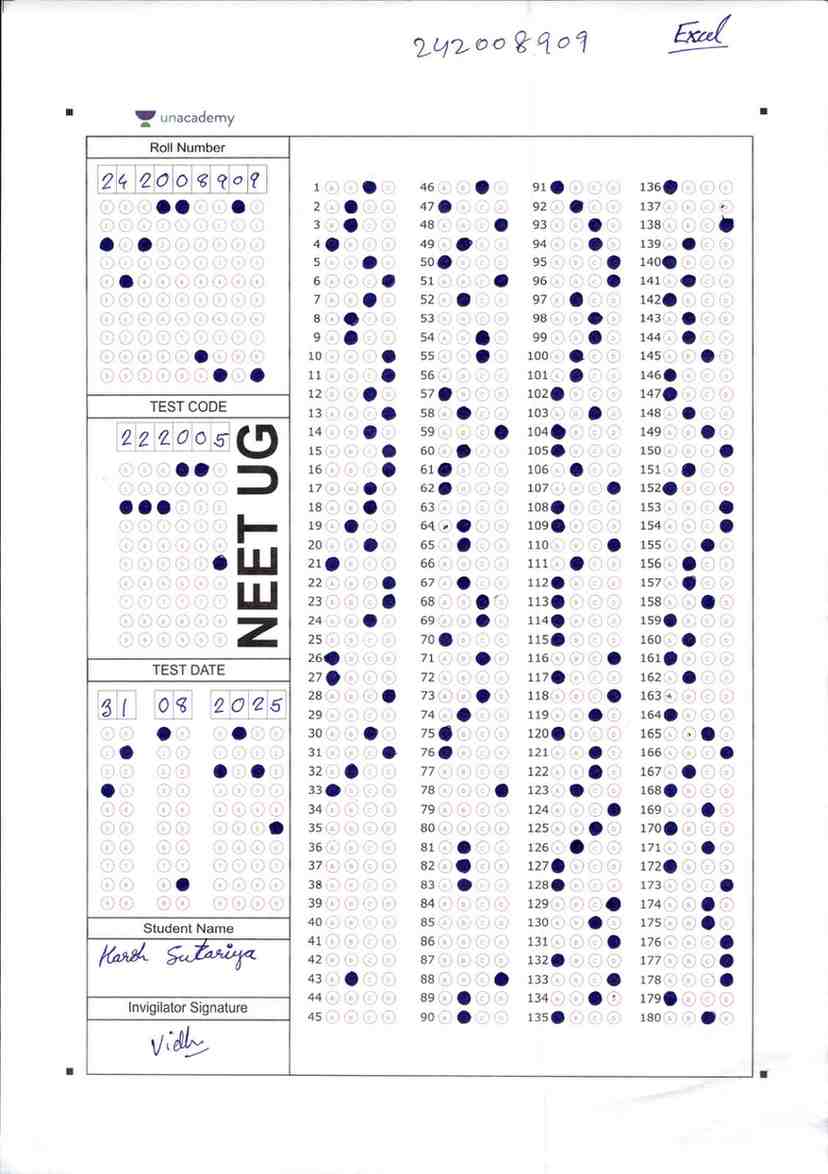 242008909 Excel
unacademy
Roll Number
242008909
TEST CODE
222005
NEET UG
TEST DATE
31 08 2025
Student Name
Harsh Sutariya
Invigilator Signature
Vidhi
1 46 91 136
2 47 92 137
3 48 93 138
4 49 94 139
5 50 95 140
6 51 96 141
7 52 97 142
8 53 98 143
9 54 99 144
10 55 100 145
11 56 101 146
12 57 102 147
13 58 103 148
14 59 104 149
15 60 105 150
16 61 106 151
17 62 107 152
18 63 108 153
19 64 109 154
20 65 110 155
21 66 111 156
22 67 112 157
23 68 113 158
24 69 114 159
25 70 115 160
26 71 116 161
27 72 117 162
28 73 118 163
29 74 119 164
30 75 120 165
31 76 121 166
32 77 122 167
33 78 123 168
34 79 124 169
35 80 125 170
36 81 126 171
37 82 127 172
38 83 128 173
39 84 129 174
40 85 130 175
41 86 131 176
42 87 132 177
43 88 133 178
44 89 134 179
45 90 135 180